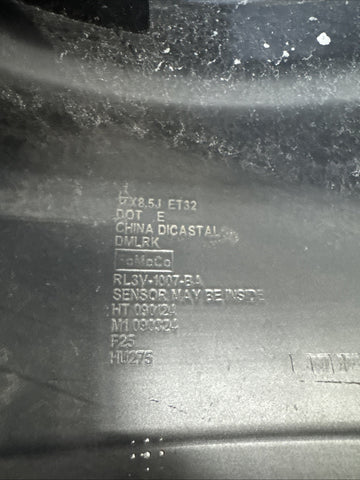 17X8.5J ET32
DOT E
CHINA DICASTAL
DMLRK
FoMoCo
RL3V-1007-BA
SENSOR MAY BE INSIDE
HT 090124
M1 090324
F25
HU275